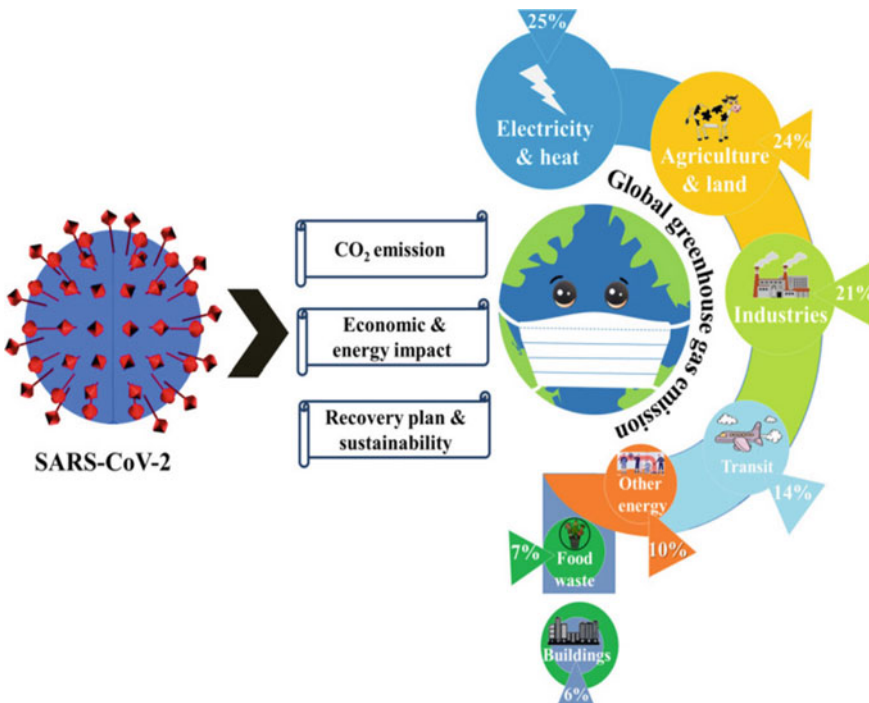 SARS-CoV-2
CO₂ emission
Economic &
energy impact
Recovery plan &
sustainability
Global greenhouse gas emission
25%
Electricity
& heat
Agriculture
& land
24%
Industries
21%
Transit
14%
Other
energy
10%
Food
waste
7%
Buildings
6%